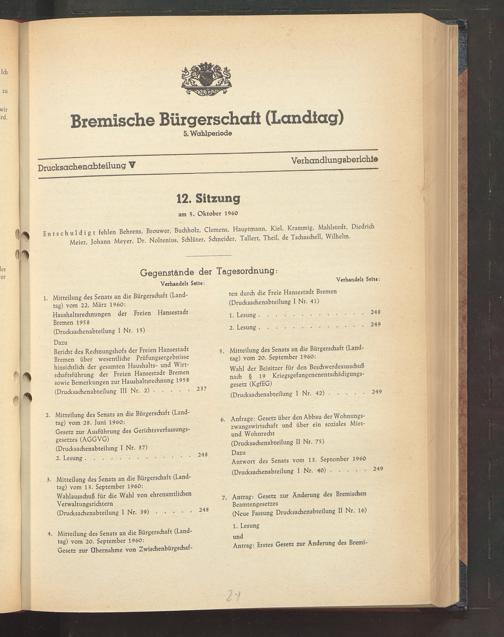 Bremische Bürgerschaft (Landtag)
5. Wahlperiode
Drucksachenabteilung V
Verhandlungsberichte
12. Sitzung
am 5. Oktober 1960
Entschuldigt fehlen Behrens, Brouwer, Buchholz, Clemens, Hauptmann, Kiel, Krammig, Mahlstedt, Diedrich
Meier, Johann Meyer, Dr. Noltenius, Schlüter, Schneider, Tallert, Theil, de Tschaschell, Wilhelm.
Gegenstände der Tagesordnung:
Verhandelt Seite:
1. Mitteilung des Senats an die Bürgerschaft (Land-
tag) vom 22. März 1960:
Haushaltsrechnungen der Freien Hansestadt
Bremen 1958
(Drucksachenabteilung I Nr. 15)
Dazu
Bericht des Rechnungshofs der Freien Hansestadt
Bremen über wesentliche Prüfungsergebnisse
hinsichtlich der gesamten Haushalts- und Wirt-
schaftsführung der Freien Hansestadt Bremen
sowie Bemerkungen zur Haushaltsrechnung 1958
(Drucksachenabteilung III Nr. 2) . . . . . . 237
2. Mitteilung des Senats an die Bürgerschaft (Land-
tag) vom 28. Juni 1960:
Gesetz zur Ausführung des Gerichtsverfassungs-
gesetzes (AGGVG)
(Drucksachenabteilung I Nr. 37)
2. Lesung . . . . . . . . . . . 248
3. Mitteilung des Senats an die Bürgerschaft (Land-
tag) vom 13. September 1960:
Wahlausschuß für die Wahl von ehrenamtlichen
Verwaltungsrichtern
(Drucksachenabteilung I Nr. 39) . . . . . 248
4. Mitteilung des Senats an die Bürgerschaft (Land-
tag) vom 20. September 1960:
Gesetz zur Übernahme von Zwischenbürgschaf-
Verhandelt Seite:
ten durch die Freie Hansestadt Bremen
(Drucksachenabteilung I Nr. 41)
1. Lesung . . . . . . . . . . . 248
2. Lesung . . . . . . . . . . . 249
5. Mitteilung des Senats an die Bürgerschaft (Land-
tag) vom 20. September 1960:
Wahl der Beisitzer für den Beschwerdeausschuß
nach § 19 Kriegsgefangenenentschädigungs-
gesetz (KgfEG)
(Drucksachenabteilung I Nr. 42) . . . . . 249
6. Anfrage: Gesetz über den Abbau der Wohnungs-
zwangswirtschaft und über ein soziales Miet-
und Wohnrecht
(Drucksachenabteilung II Nr. 75)
Dazu
Antwort des Senats vom 13. September 1960
(Drucksachenabteilung I Nr. 40) . . . . . 249
7. Antrag: Gesetz zur Änderung des Bremischen
Beamtengesetzes
(Neue Fassung Drucksachenabteilung II Nr. 16)
1. Lesung
und
Antrag: Erstes Gesetz zur Änderung des Bremi-